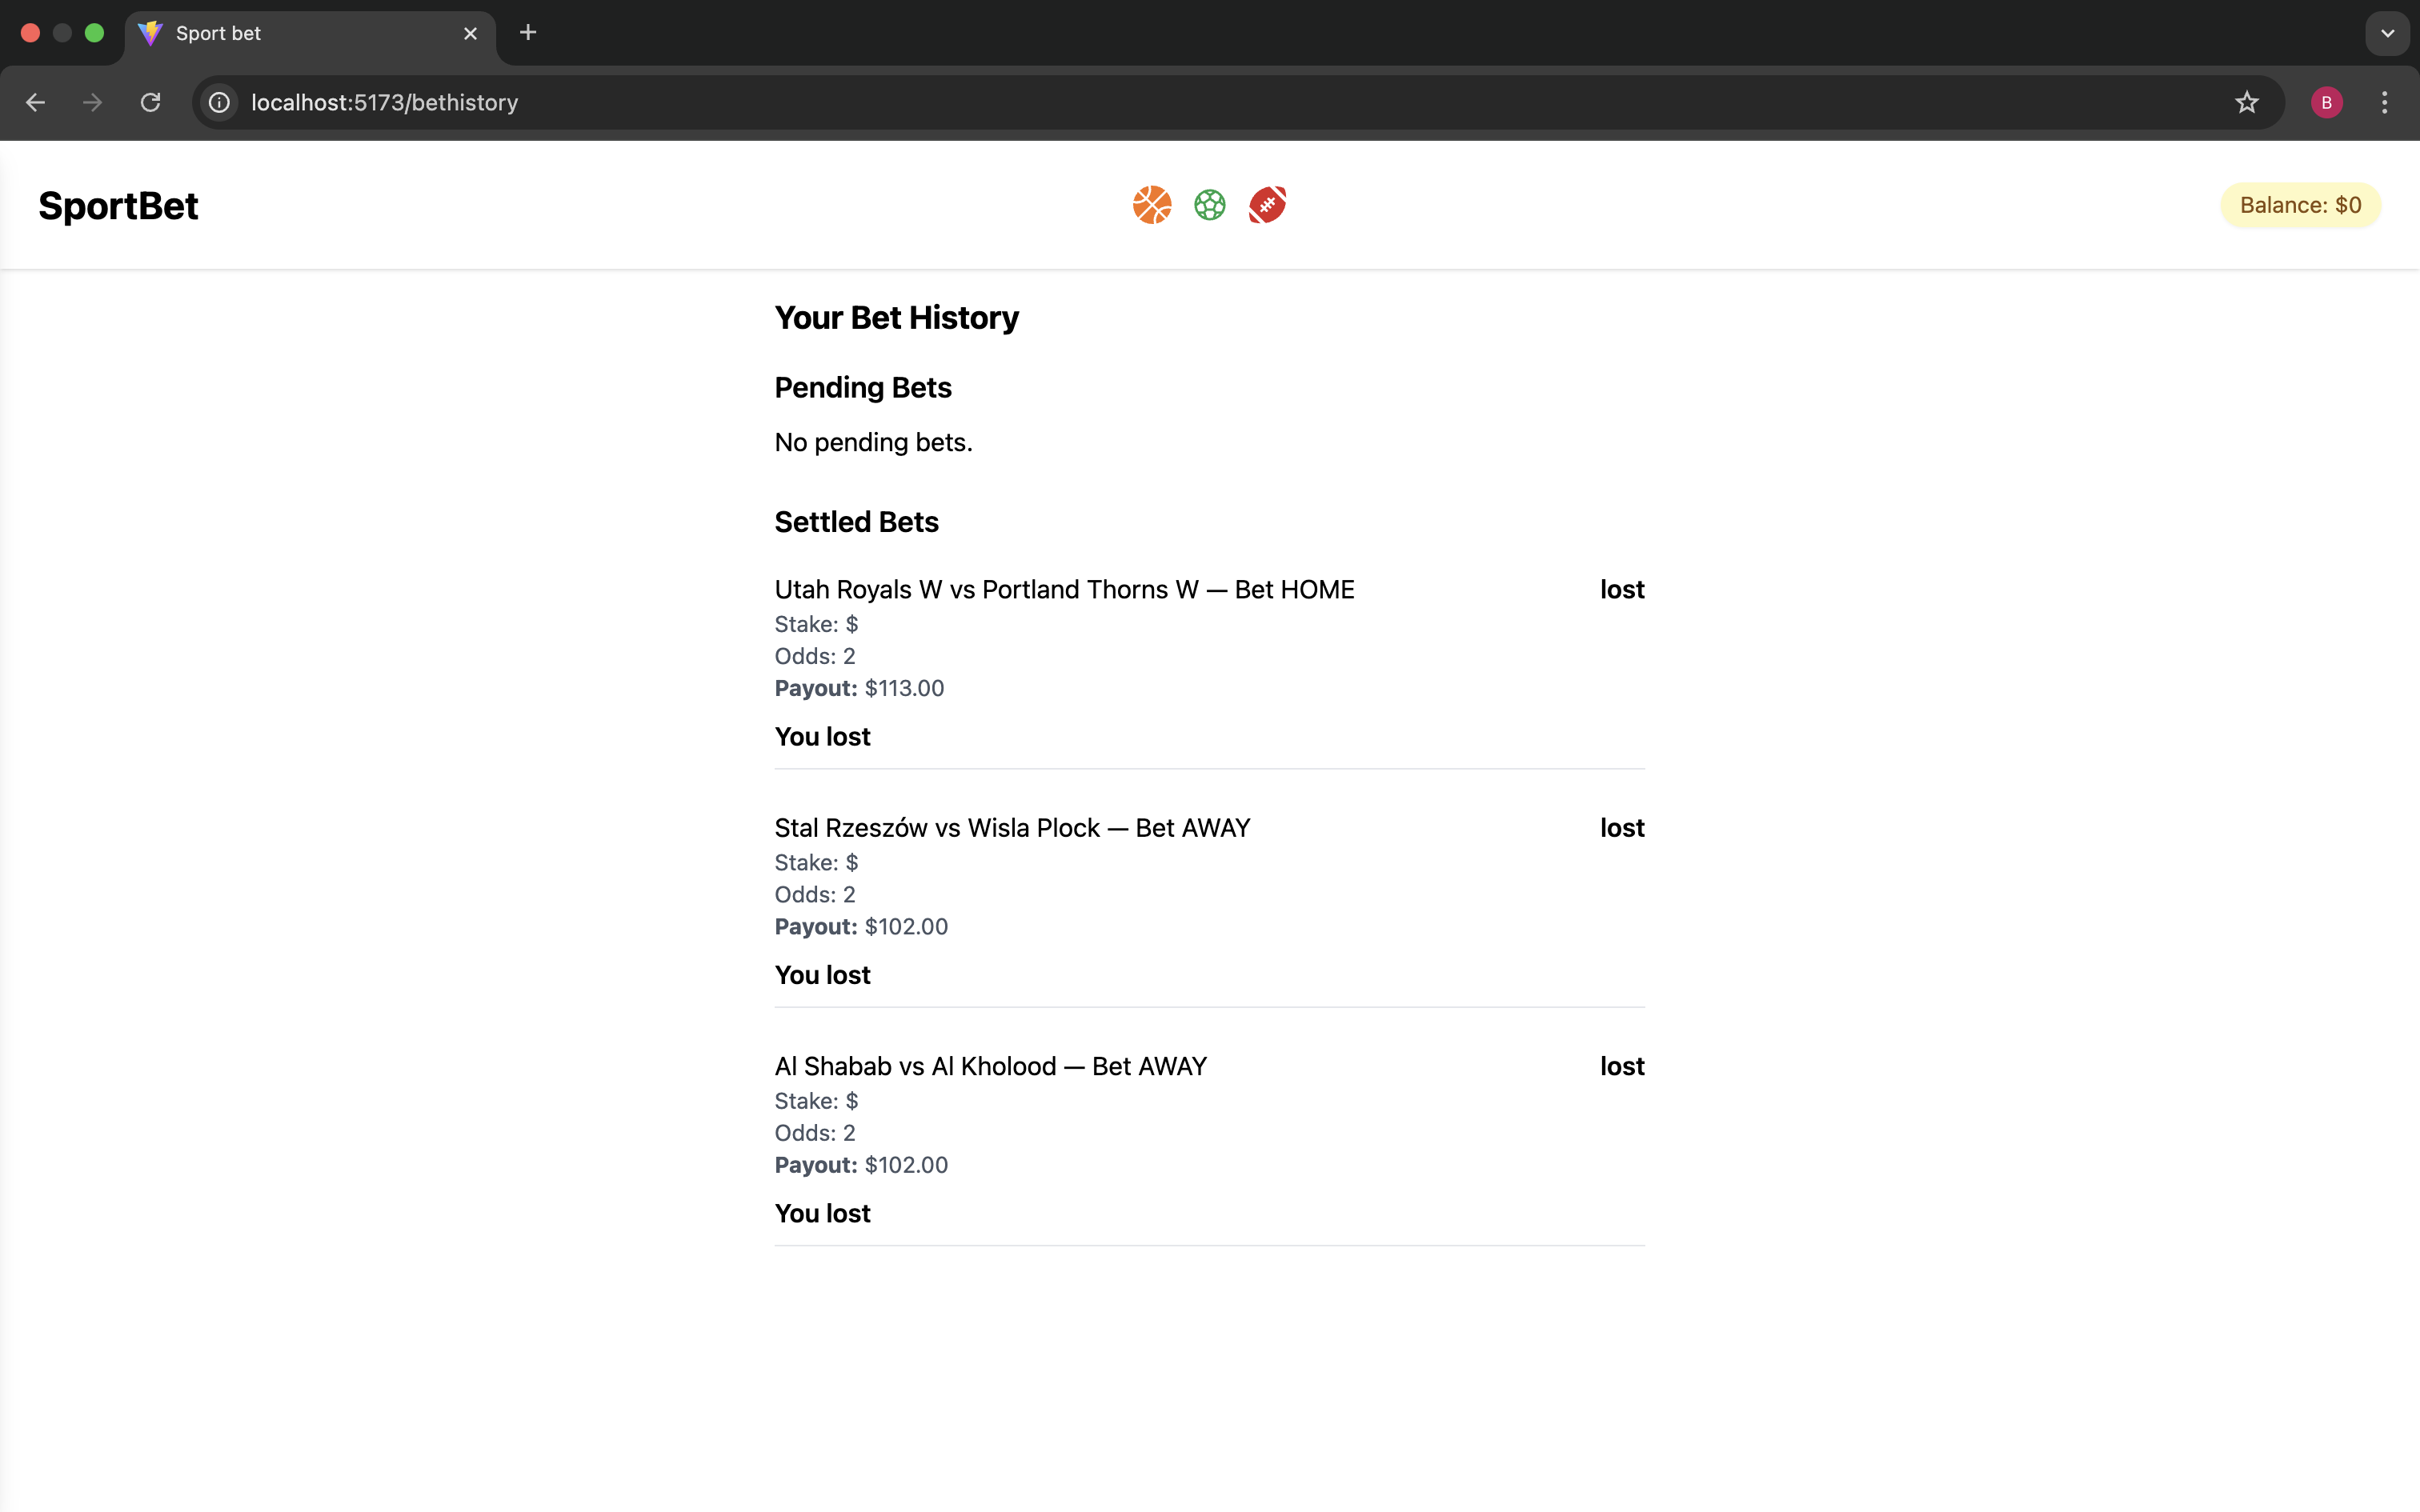 Sport bet
localhost:5173/bethistory
B
SportBet
Balance: $0
Your Bet History
Pending Bets
No pending bets.
Settled Bets
Utah Royals W vs Portland Thorns W — Bet HOME
lost
Stake: $
Odds: 2
Payout: $113.00
You lost
Stal Rzeszów vs Wisla Plock — Bet AWAY
lost
Stake: $
Odds: 2
Payout: $102.00
You lost
Al Shabab vs Al Kholood — Bet AWAY
lost
Stake: $
Odds: 2
Payout: $102.00
You lost